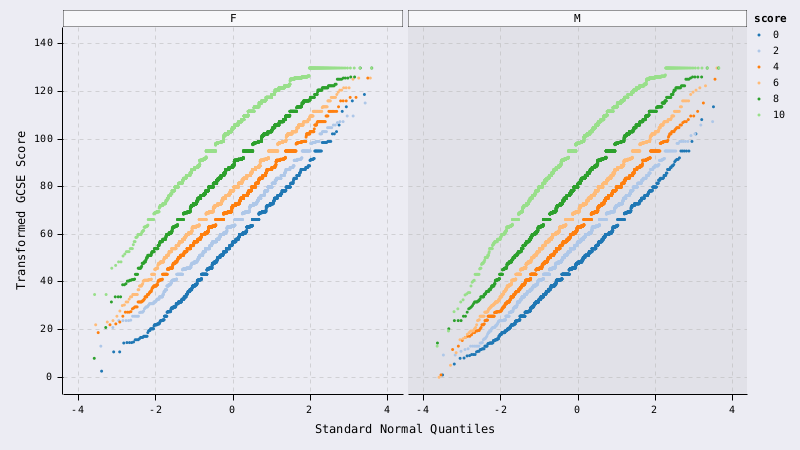 F M
score
0
2
4
6
8
10
Transformed GCSE Score
140
120
100
80
60
40
20
0
-4 -2 0 2 4 -4 -2 0 2 4
Standard Normal Quantiles